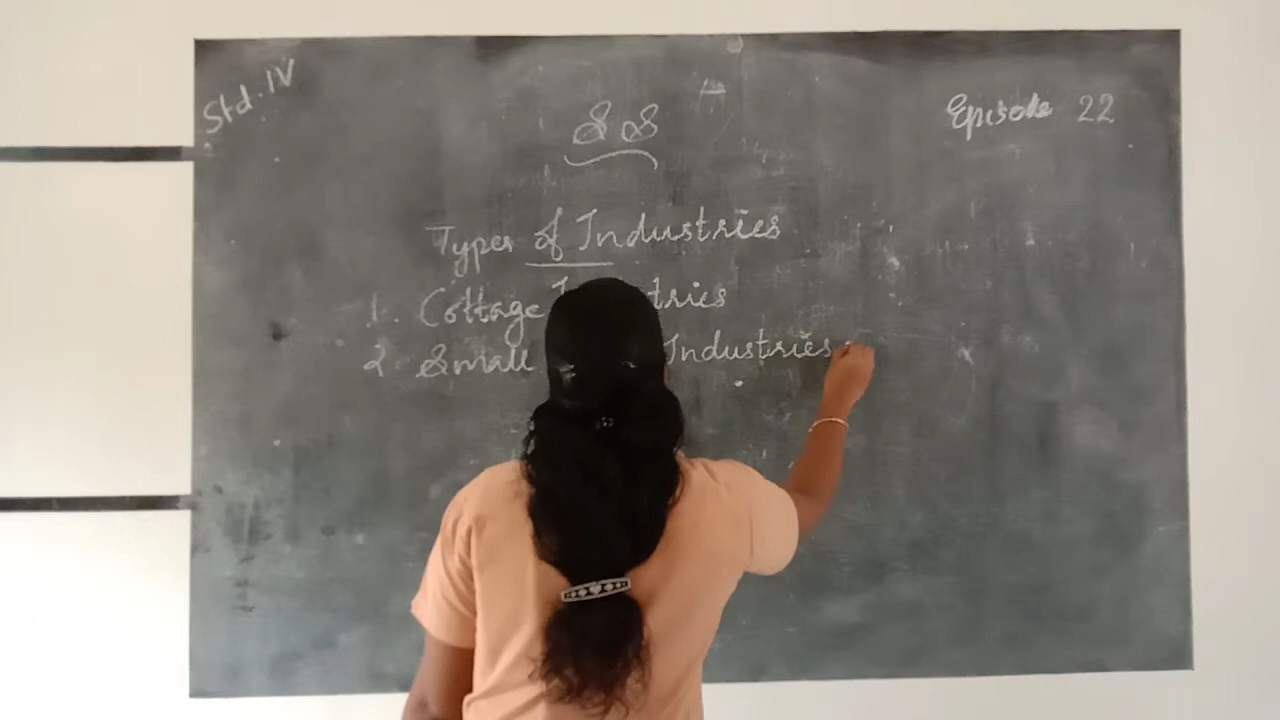 Std. IV
SS
Episode 22
Types of Industries
1. Cottage
2. Small Industries